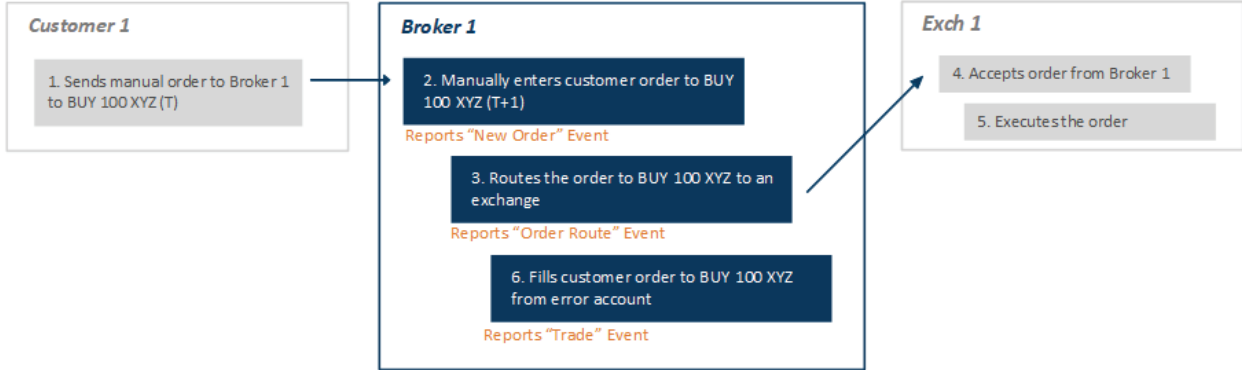 Customer 1
1. Sends manual order to Broker 1
to BUY 100 XYZ (T)
Broker 1
2. Manually enters customer order to BUY
100 XYZ (T+1)
Reports "New Order" Event
3. Routes the order to BUY 100 XYZ to an
exchange
Reports "Order Route" Event
6. Fills customer order to BUY 100 XYZ
from error account
Reports "Trade" Event
Exch 1
4. Accepts order from Broker 1
5. Executes the order